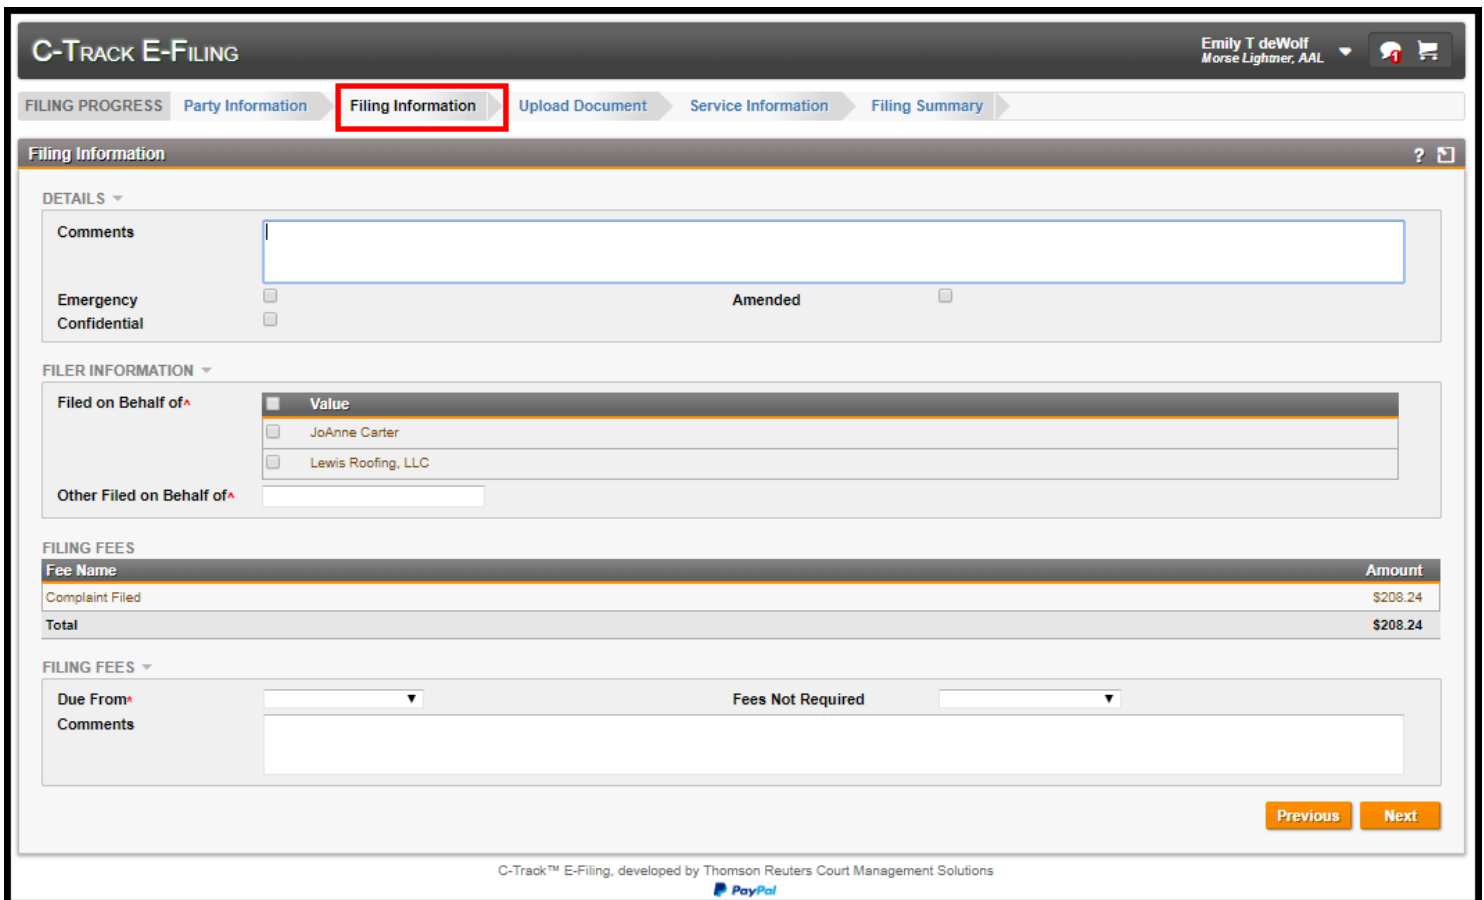 C-Track E-Filing
Emily T deWolf
Morse Lightner, AAL
1
FILING PROGRESS Party Information Filing Information Upload Document Service Information Filing Summary
Filing Information ?
DETAILS
Comments
Emergency Amended
Confidential
FILER INFORMATION
Filed on Behalf of^ Value
JoAnne Carter
Lewis Roofing, LLC
Other Filed on Behalf of^
FILING FEES
Fee Name Amount
Complaint Filed $208.24
Total $208.24
FILING FEES
Due From* Fees Not Required
Comments
Previous Next
C-Track™ E-Filing, developed by Thomson Reuters Court Management Solutions
PayPal